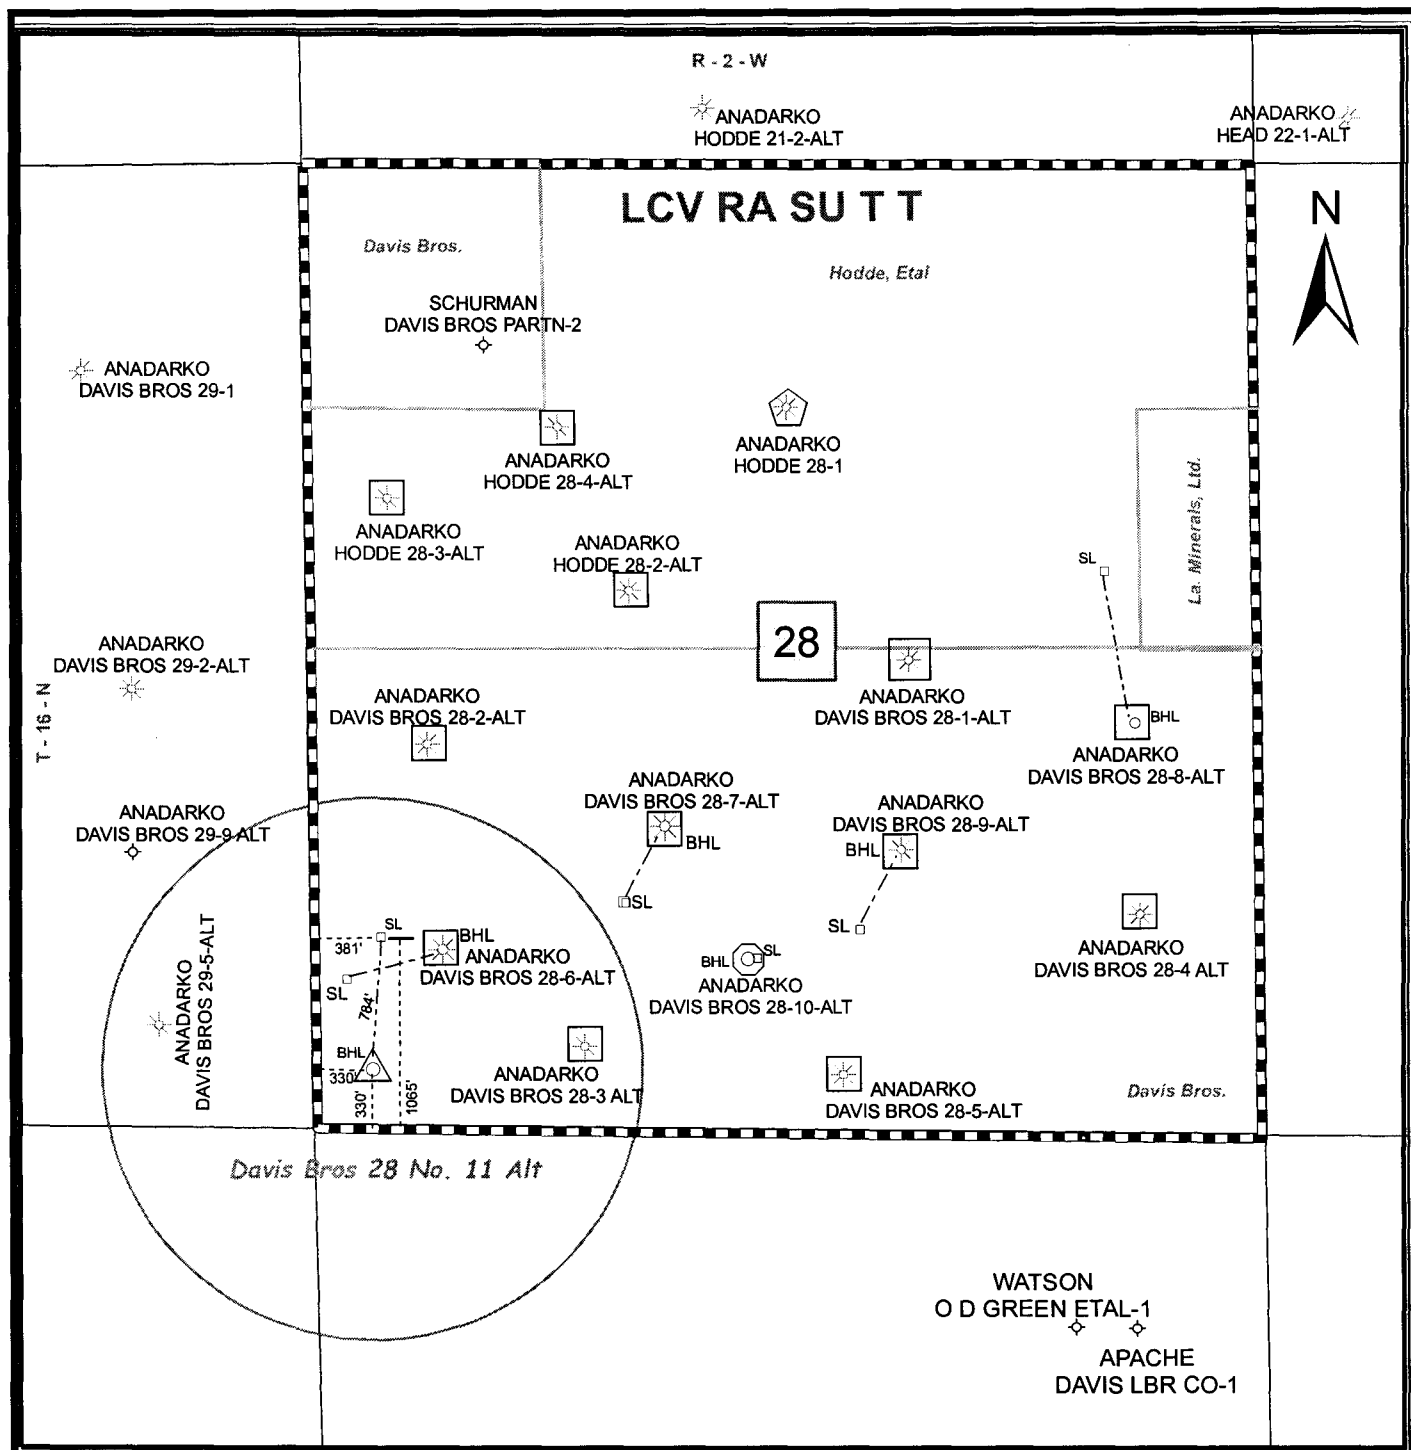 R - 2 - W
ANADARKO
HODDE 21-2-ALT
ANADARKO
HEAD 22-1-ALT
LCV RA SU T T
N
Davis Bros.
Hodde, Etal
SCHURMAN
DAVIS BROS PARTN-2
ANADARKO
DAVIS BROS 29-1
ANADARKO
HODDE 28-4-ALT
ANADARKO
HODDE 28-1
La. Minerals, Ltd.
ANADARKO
HODDE 28-3-ALT
ANADARKO
HODDE 28-2-ALT
SL
28
ANADARKO
DAVIS BROS 29-2-ALT
T - 16 - N
ANADARKO
DAVIS BROS 28-2-ALT
ANADARKO
DAVIS BROS 28-1-ALT
BHL
ANADARKO
DAVIS BROS 28-8-ALT
ANADARKO
DAVIS BROS 28-7-ALT
BHL
SL
ANADARKO
DAVIS BROS 28-9-ALT
BHL
SL
ANADARKO
DAVIS BROS 29-9 ALT
ANADARKO
DAVIS BROS 29-5-ALT
SL
381'
BHL
ANADARKO
DAVIS BROS 28-6-ALT
SL
784'
BHL
SL
ANADARKO
DAVIS BROS 28-10-ALT
ANADARKO
DAVIS BROS 28-4 ALT
BHL
330'
330'
1065'
ANADARKO
DAVIS BROS 28-3 ALT
ANADARKO
DAVIS BROS 28-5-ALT
Davis Bros.
Davis Bros 28 No. 11 Alt
WATSON
O D GREEN ETAL-1
APACHE
DAVIS LBR CO-1